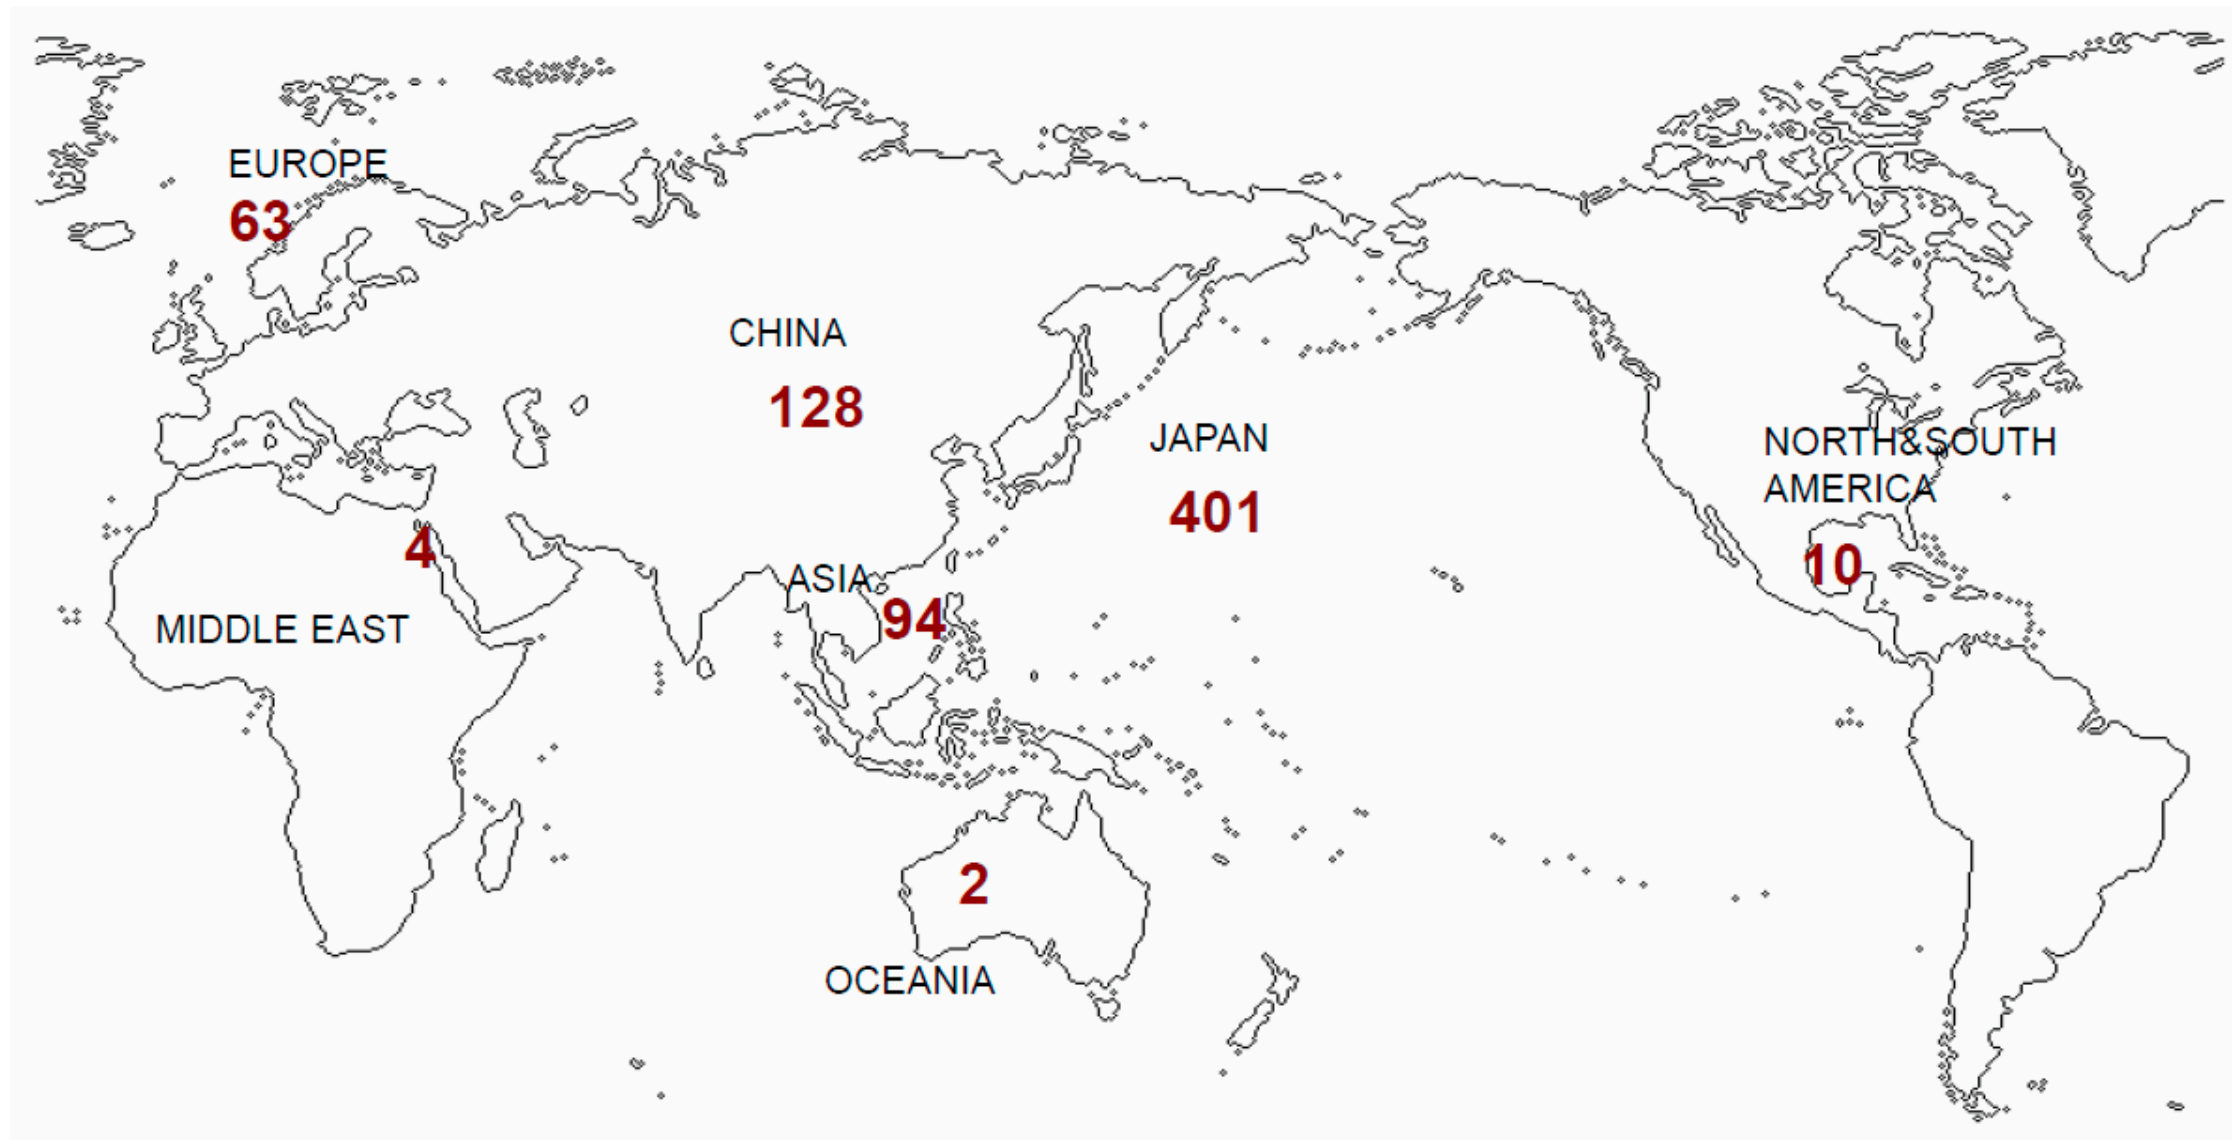 EUROPE
63
CHINA
128
JAPAN
401
NORTH&SOUTH
AMERICA
10
4
MIDDLE EAST
ASIA
94
2
OCEANIA